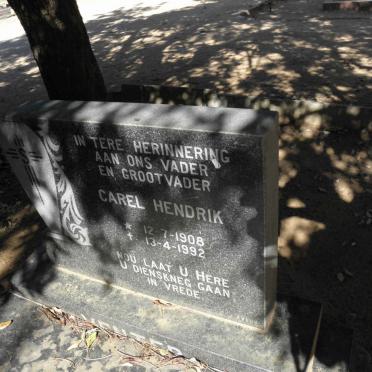 IN TERE HERINNERING
AAN ONS VADER
EN GROOTVADER
CAREL HENDRIK
* 12-7-1908
+ 13-4-1992
NOU LAAT U HERE
U DIENSKNEG GAAN
IN VREDE